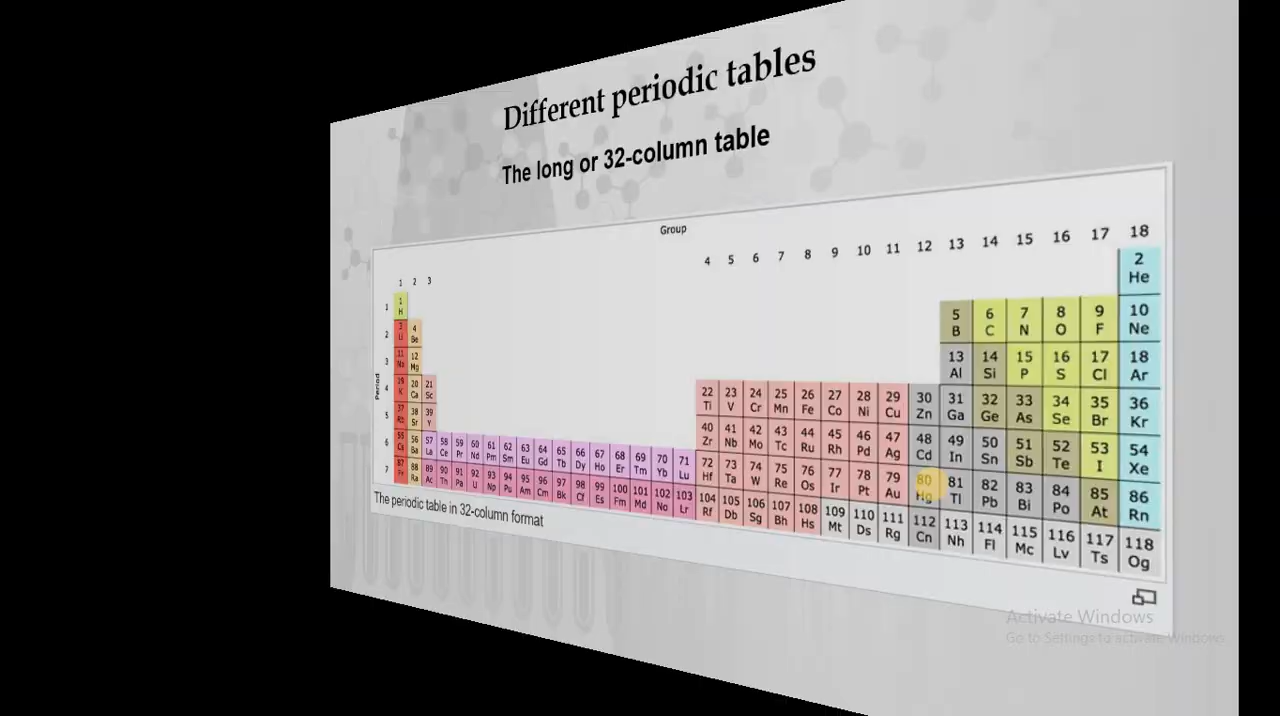 Different periodic tables
The long or 32-column table
Group
1 2 3 4 5 6 7 8 9 10 11 12 13 14 15 16 17 18
Period
1 1 H 2 He
2 3 Li 4 Be 5 B 6 C 7 N 8 O 9 F 10 Ne
3 11 Na 12 Mg 13 Al 14 Si 15 P 16 S 17 Cl 18 Ar
4 19 K 20 Ca 21 Sc 22 Ti 23 V 24 Cr 25 Mn 26 Fe 27 Co 28 Ni 29 Cu 30 Zn 31 Ga 32 Ge 33 As 34 Se 35 Br 36 Kr
5 37 Rb 38 Sr 39 Y 40 Zr 41 Nb 42 Mo 43 Tc 44 Ru 45 Rh 46 Pd 47 Ag 48 Cd 49 In 50 Sn 51 Sb 52 Te 53 I 54 Xe
6 55 Cs 56 Ba 57 La 58 Ce 59 Pr 60 Nd 61 Pm 62 Sm 63 Eu 64 Gd 65 Tb 66 Dy 67 Ho 68 Er 69 Tm 70 Yb 71 Lu 72 Hf 73 Ta 74 W 75 Re 76 Os 77 Ir 78 Pt 79 Au 80 Hg 81 Tl 82 Pb 83 Bi 84 Po 85 At 86 Rn
7 87 Fr 88 Ra 89 Ac 90 Th 91 Pa 92 U 93 Np 94 Pu 95 Am 96 Cm 97 Bk 98 Cf 99 Es 100 Fm 101 Md 102 No 103 Lr 104 Rf 105 Db 106 Sg 107 Bh 108 Hs 109 Mt 110 Ds 111 Rg 112 Cn 113 Nh 114 Fl 115 Mc 116 Lv 117 Ts 118 Og
The periodic table in 32-column format
Activate Windows
Go to Settings to activate Windows.